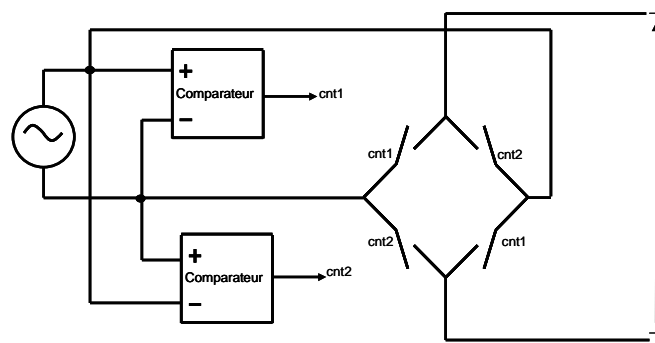 +
Comparateur
−
cnt1
cnt1
cnt2
cnt2
cnt1
+
Comparateur
−
cnt2